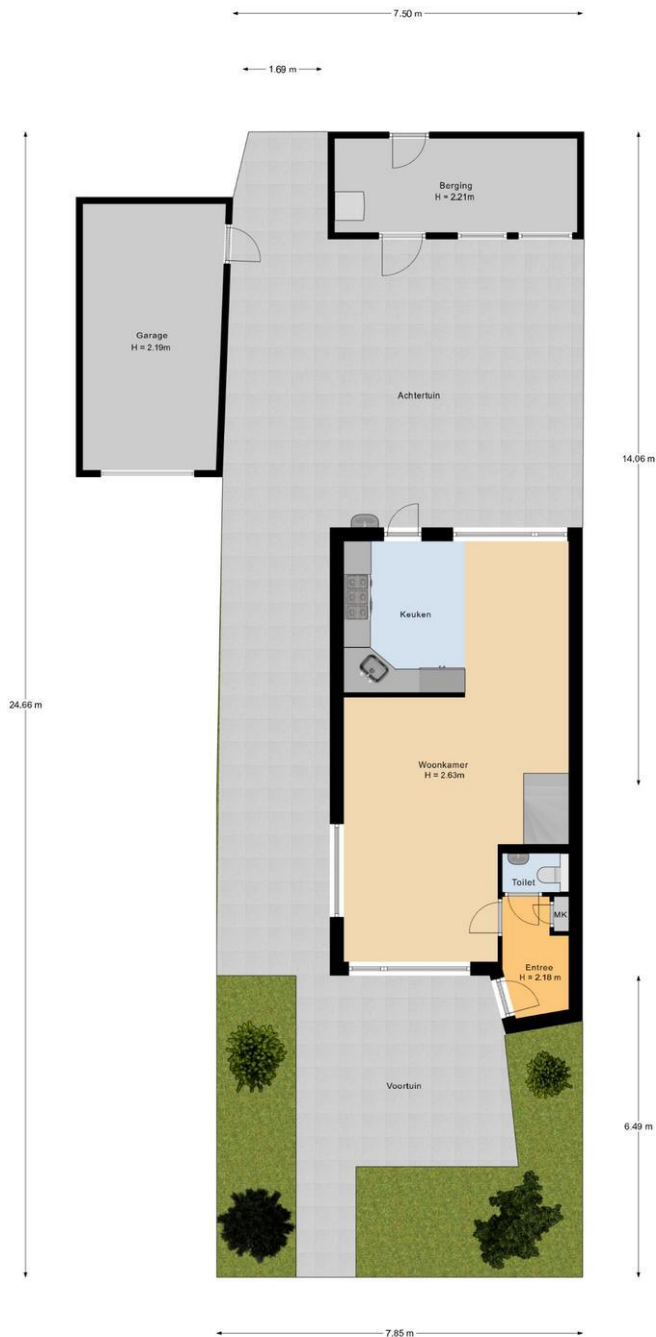 7.50 m
1.69 m
Berging
H = 2.21m
Garage
H = 2.19m
Achtertuin
14.06 m
Keuken
24.66 m
Woonkamer
H = 2.63m
Toilet
MK
Entree
H = 2.18 m
Voortuin
6.49 m
7.85 m